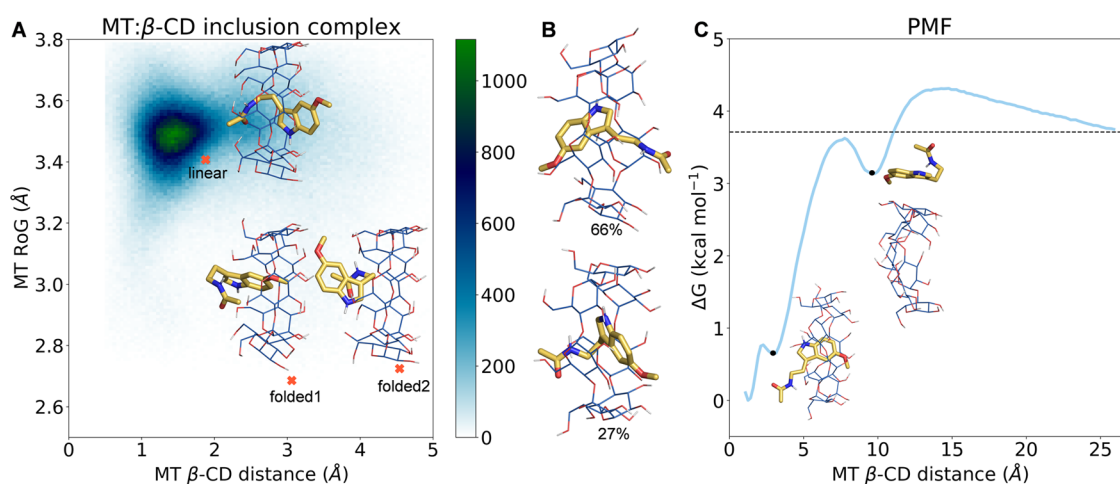 A
MT:β-CD inclusion complex
MT RoG (Å)
3.8
3.6
3.4
3.2
3.0
2.8
2.6
linear
folded1
folded2
0
1
2
3
4
5
MT β-CD distance (Å)
1000
800
600
400
200
0
B
66%
27%
C
PMF
ΔG (kcal mol⁻¹)
5
4
3
2
1
0
0
5
10
15
20
25
MT β-CD distance (Å)